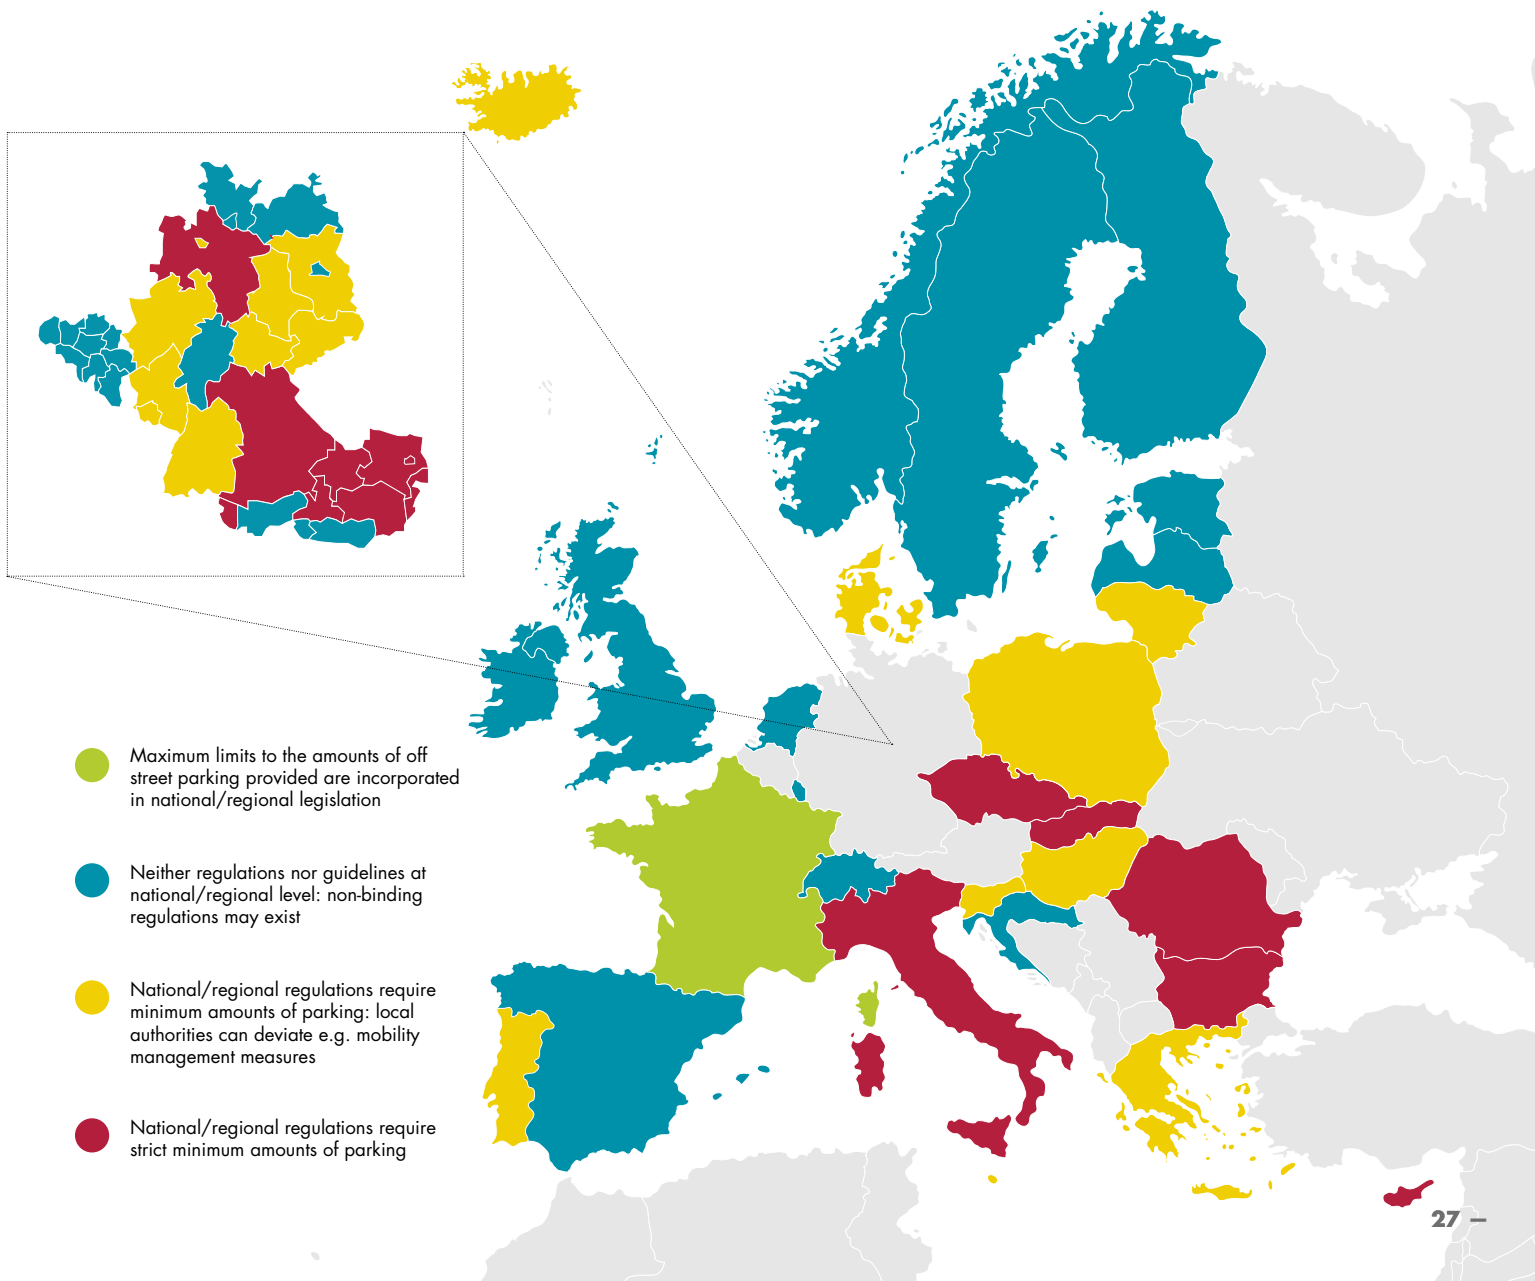 Maximum limits to the amounts of off
street parking provided are incorporated
in national/regional legislation
Neither regulations nor guidelines at
national/regional level: non-binding
regulations may exist
National/regional regulations require
minimum amounts of parking: local
authorities can deviate e.g. mobility
management measures
National/regional regulations require
strict minimum amounts of parking
27 —